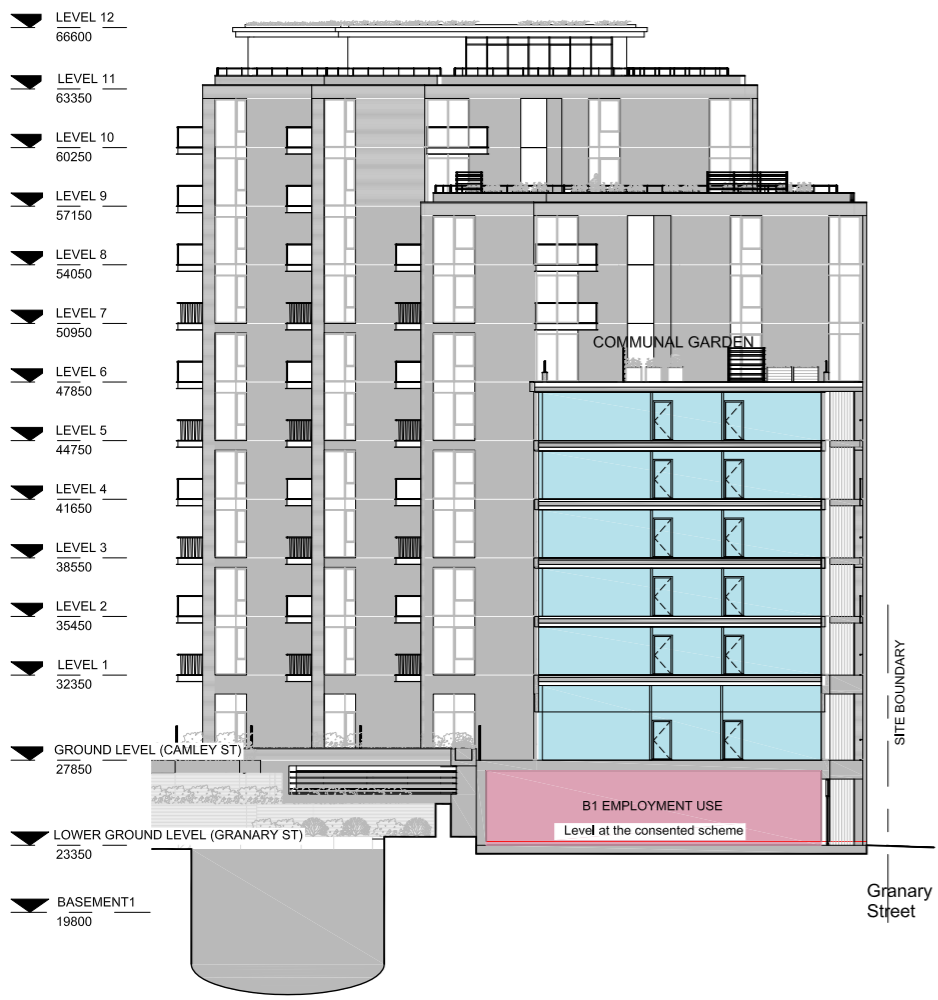 LEVEL 12
66600
LEVEL 11
63350
LEVEL 10
60250
LEVEL 9
57150
LEVEL 8
54050
LEVEL 7
50950
COMMUNAL GARDEN
LEVEL 6
47850
LEVEL 5
44750
LEVEL 4
41650
LEVEL 3
38550
LEVEL 2
35450
LEVEL 1
32350
SITE BOUNDARY
GROUND LEVEL (CAMLEY ST)
27850
B1 EMPLOYMENT USE
Level at the consented scheme
LOWER GROUND LEVEL (GRANARY ST)
23350
BASEMENT1
19800
Granary
Street